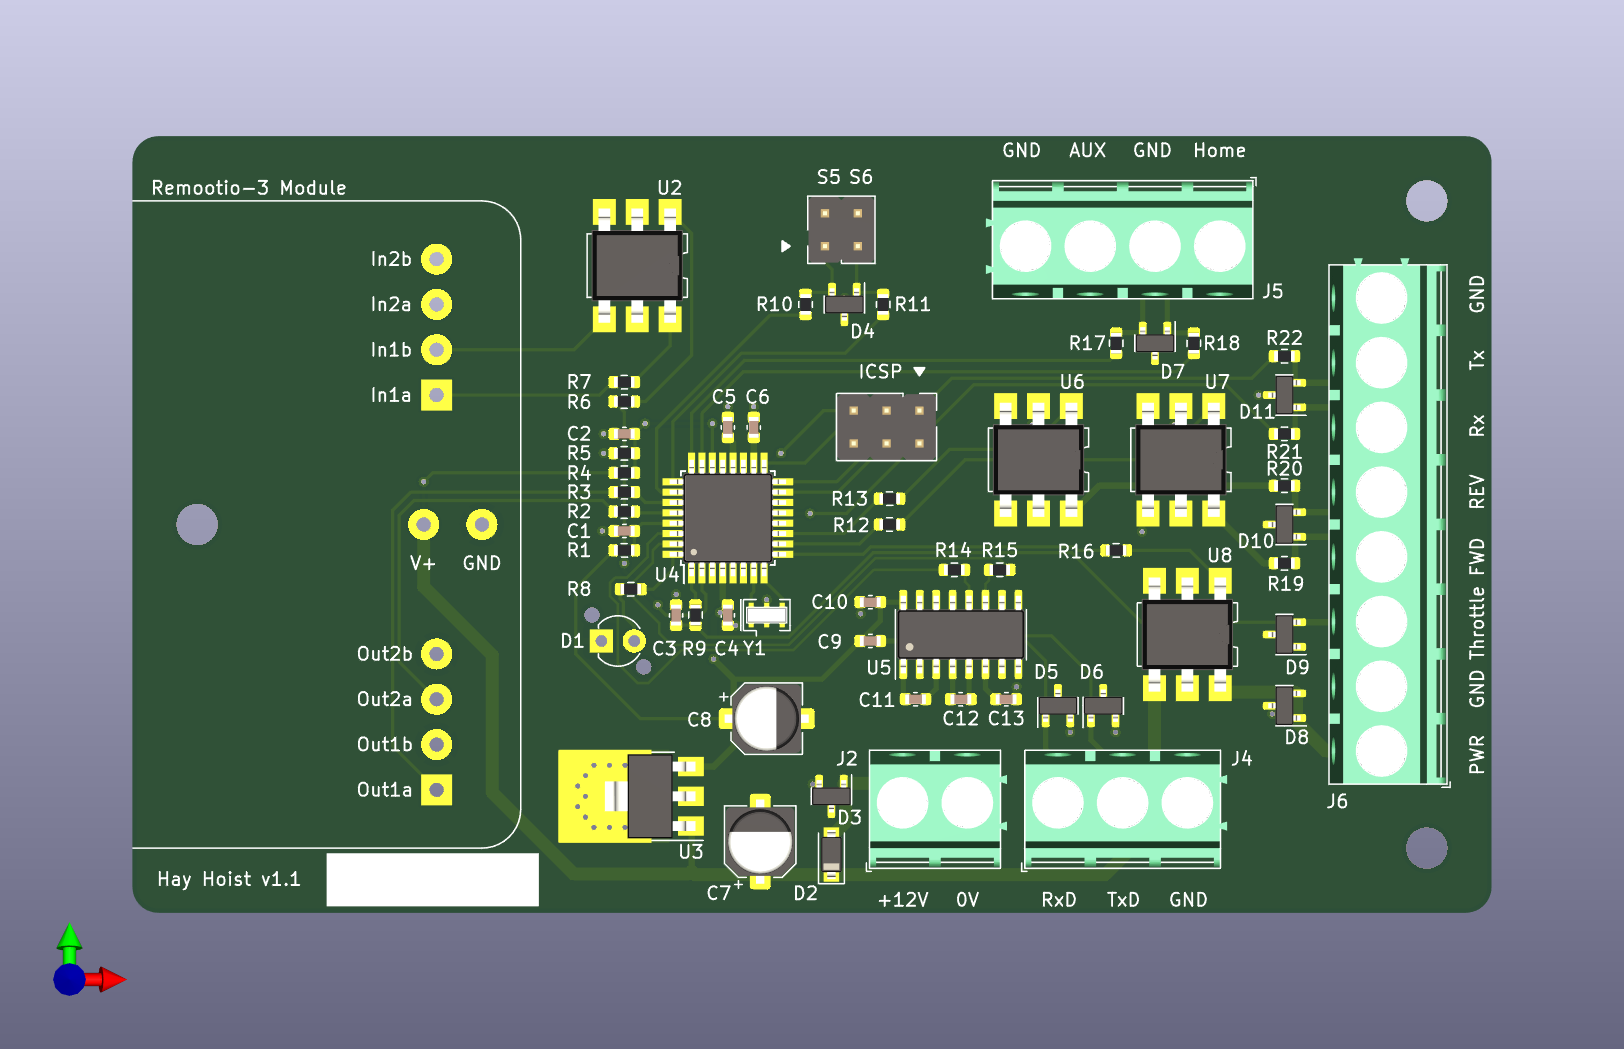 GND AUX GND Home
Remootio-3 Module
U2
S5 S6
J5
In2b
In2a
In1b
In1a
R10
R11
D4
R17
R18
D7
R22
D11
R21
R20
D10
R19
D9
D8
GND
Tx
Rx
REV
FWD
Throttle
GND
PWR
J6
ICSP
U6
U7
R7
R6
C2
R5
R4
R3
R2
C1
R1
R8
C5 C6
R13
R12
R14 R15
R16
U8
U4
V+
GND
D1
C3 R9 C4 Y1
C10
C9
U5
D5
D6
C11
C12
C13
Out2b
Out2a
Out1b
Out1a
+
C8
J2
J4
D3
U3
C7
+
D2
Hay Hoist v1.1
+12V
0V
RxD
TxD
GND